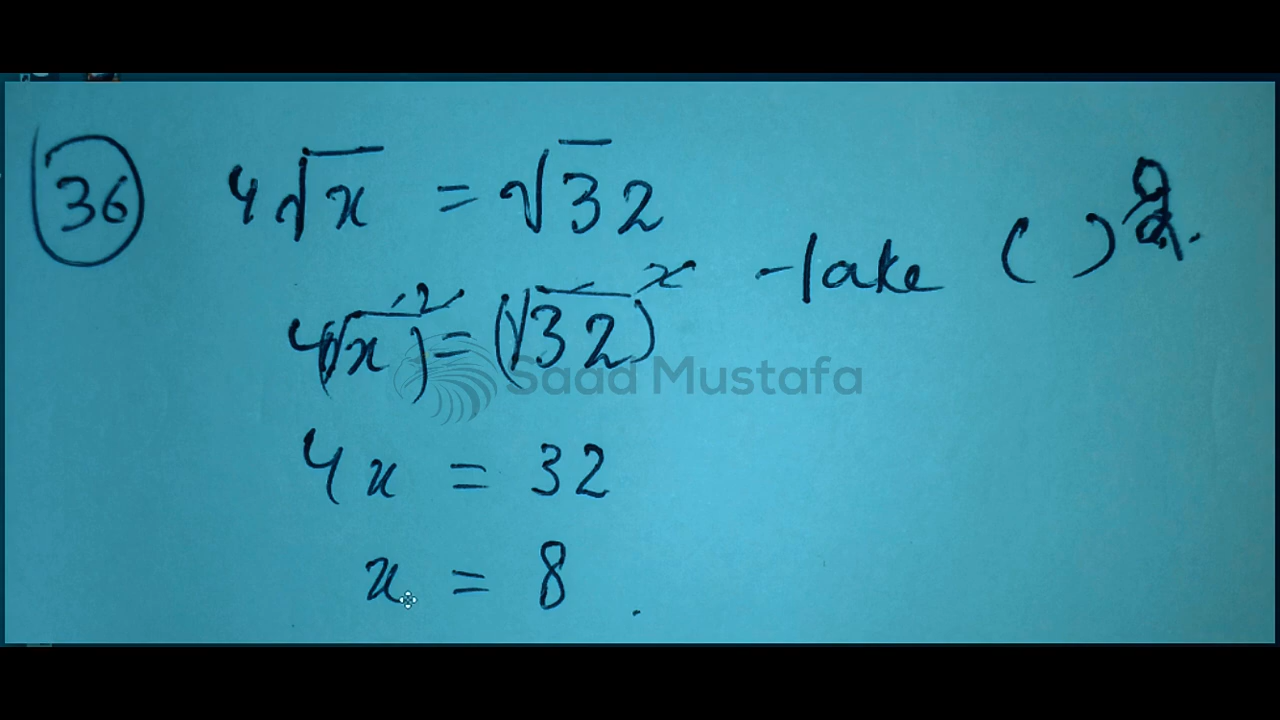 36 4√x = √32
- take ( )²
4(√x)² = (√32)²
Saad Mustafa
4x = 32
x = 8.